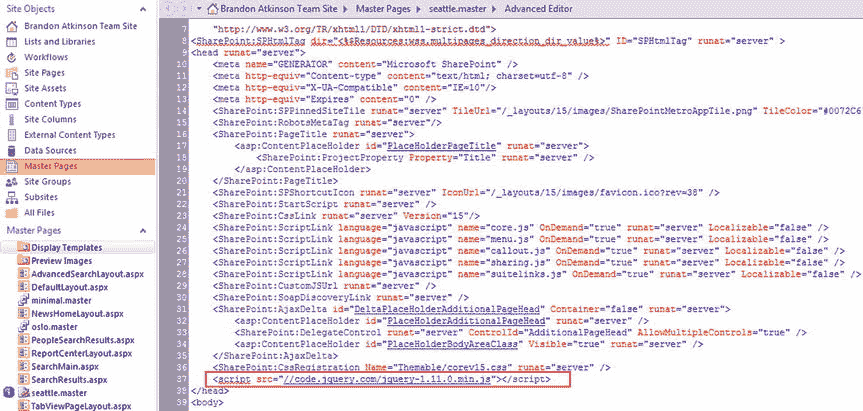 Site Objects
Brandon Atkinson Team Site
Lists and Libraries
Workflows
Site Pages
Site Assets
Content Types
Site Columns
External Content Types
Data Sources
Master Pages
Site Groups
Subsites
All Files
Master Pages
Display Templates
Preview Images
AdvancedSearchLayout.aspx
DefaultLayout.aspx
minimal.master
NewsHomeLayout.aspx
oslo.master
PeopleSearchResults.aspx
ReportCenterLayout.aspx
SearchMain.aspx
SearchResults.aspx
seattle.master
TabViewPageLayout.aspx
Brandon Atkinson Team Site Master Pages seattle.master Advanced Editor
7 "http://www.w3.org/TR/xhtml1/DTD/xhtml1-strict.dtd">
8 <SharePoint:SPHtmlTag dir="<%$Resources:wss,multipages_direction_dir_value%>" ID="SPHtmlTag" runat="server" >
9 <head runat="server">
10 <meta name="GENERATOR" content="Microsoft SharePoint" />
11 <meta http-equiv="Content-type" content="text/html; charset=utf-8" />
12 <meta http-equiv="X-UA-Compatible" content="IE=10"/>
13 <meta http-equiv="Expires" content="0" />
14 <SharePoint:SPPinnedSiteTile runat="server" TileUrl="/_layouts/15/images/SharePointMetroAppTile.png" TileColor="#0072C6
15 <SharePoint:RobotsMetaTag runat="server"/>
16 <SharePoint:PageTitle runat="server">
17 <asp:ContentPlaceHolder id="PlaceHolderPageTitle" runat="server">
18 <SharePoint:ProjectProperty Property="Title" runat="server" />
19 </asp:ContentPlaceHolder>
20 </SharePoint:PageTitle>
21 <SharePoint:SPShortcutIcon runat="server" IconUrl="/_layouts/15/images/favicon.ico?rev=38" />
22 <SharePoint:StartScript runat="server" />
23 <SharePoint:CssLink runat="server" Version="15"/>
24 <SharePoint:ScriptLink language="javascript" name="core.js" OnDemand="true" runat="server" Localizable="false" />
25 <SharePoint:ScriptLink language="javascript" name="menu.js" OnDemand="true" runat="server" Localizable="false" />
26 <SharePoint:ScriptLink language="javascript" name="callout.js" OnDemand="true" runat="server" Localizable="false" />
27 <SharePoint:ScriptLink language="javascript" name="sharing.js" OnDemand="true" runat="server" Localizable="false" />
28 <SharePoint:ScriptLink language="javascript" name="suitelinks.js" OnDemand="true" runat="server" Localizable="false" />
29 <SharePoint:CustomJSUrl runat="server" />
30 <SharePoint:SoapDiscoveryLink runat="server" />
31 <SharePoint:AjaxDelta id="DeltaPlaceHolderAdditionalPageHead" Container="false" runat="server">
32 <asp:ContentPlaceHolder id="PlaceHolderAdditionalPageHead" runat="server" />
33 <SharePoint:DelegateControl runat="server" ControlId="AdditionalPageHead" AllowMultipleControls="true" />
34 <asp:ContentPlaceHolder id="PlaceHolderBodyAreaClass" Visible="true" runat="server" />
35 </SharePoint:AjaxDelta>
36 <SharePoint:CssRegistration Name="Themable/corev15.css" runat="server" />
37 <script src="//code.jquery.com/jquery-1.11.0.min.js"></script>
38 </head>
39 <body>